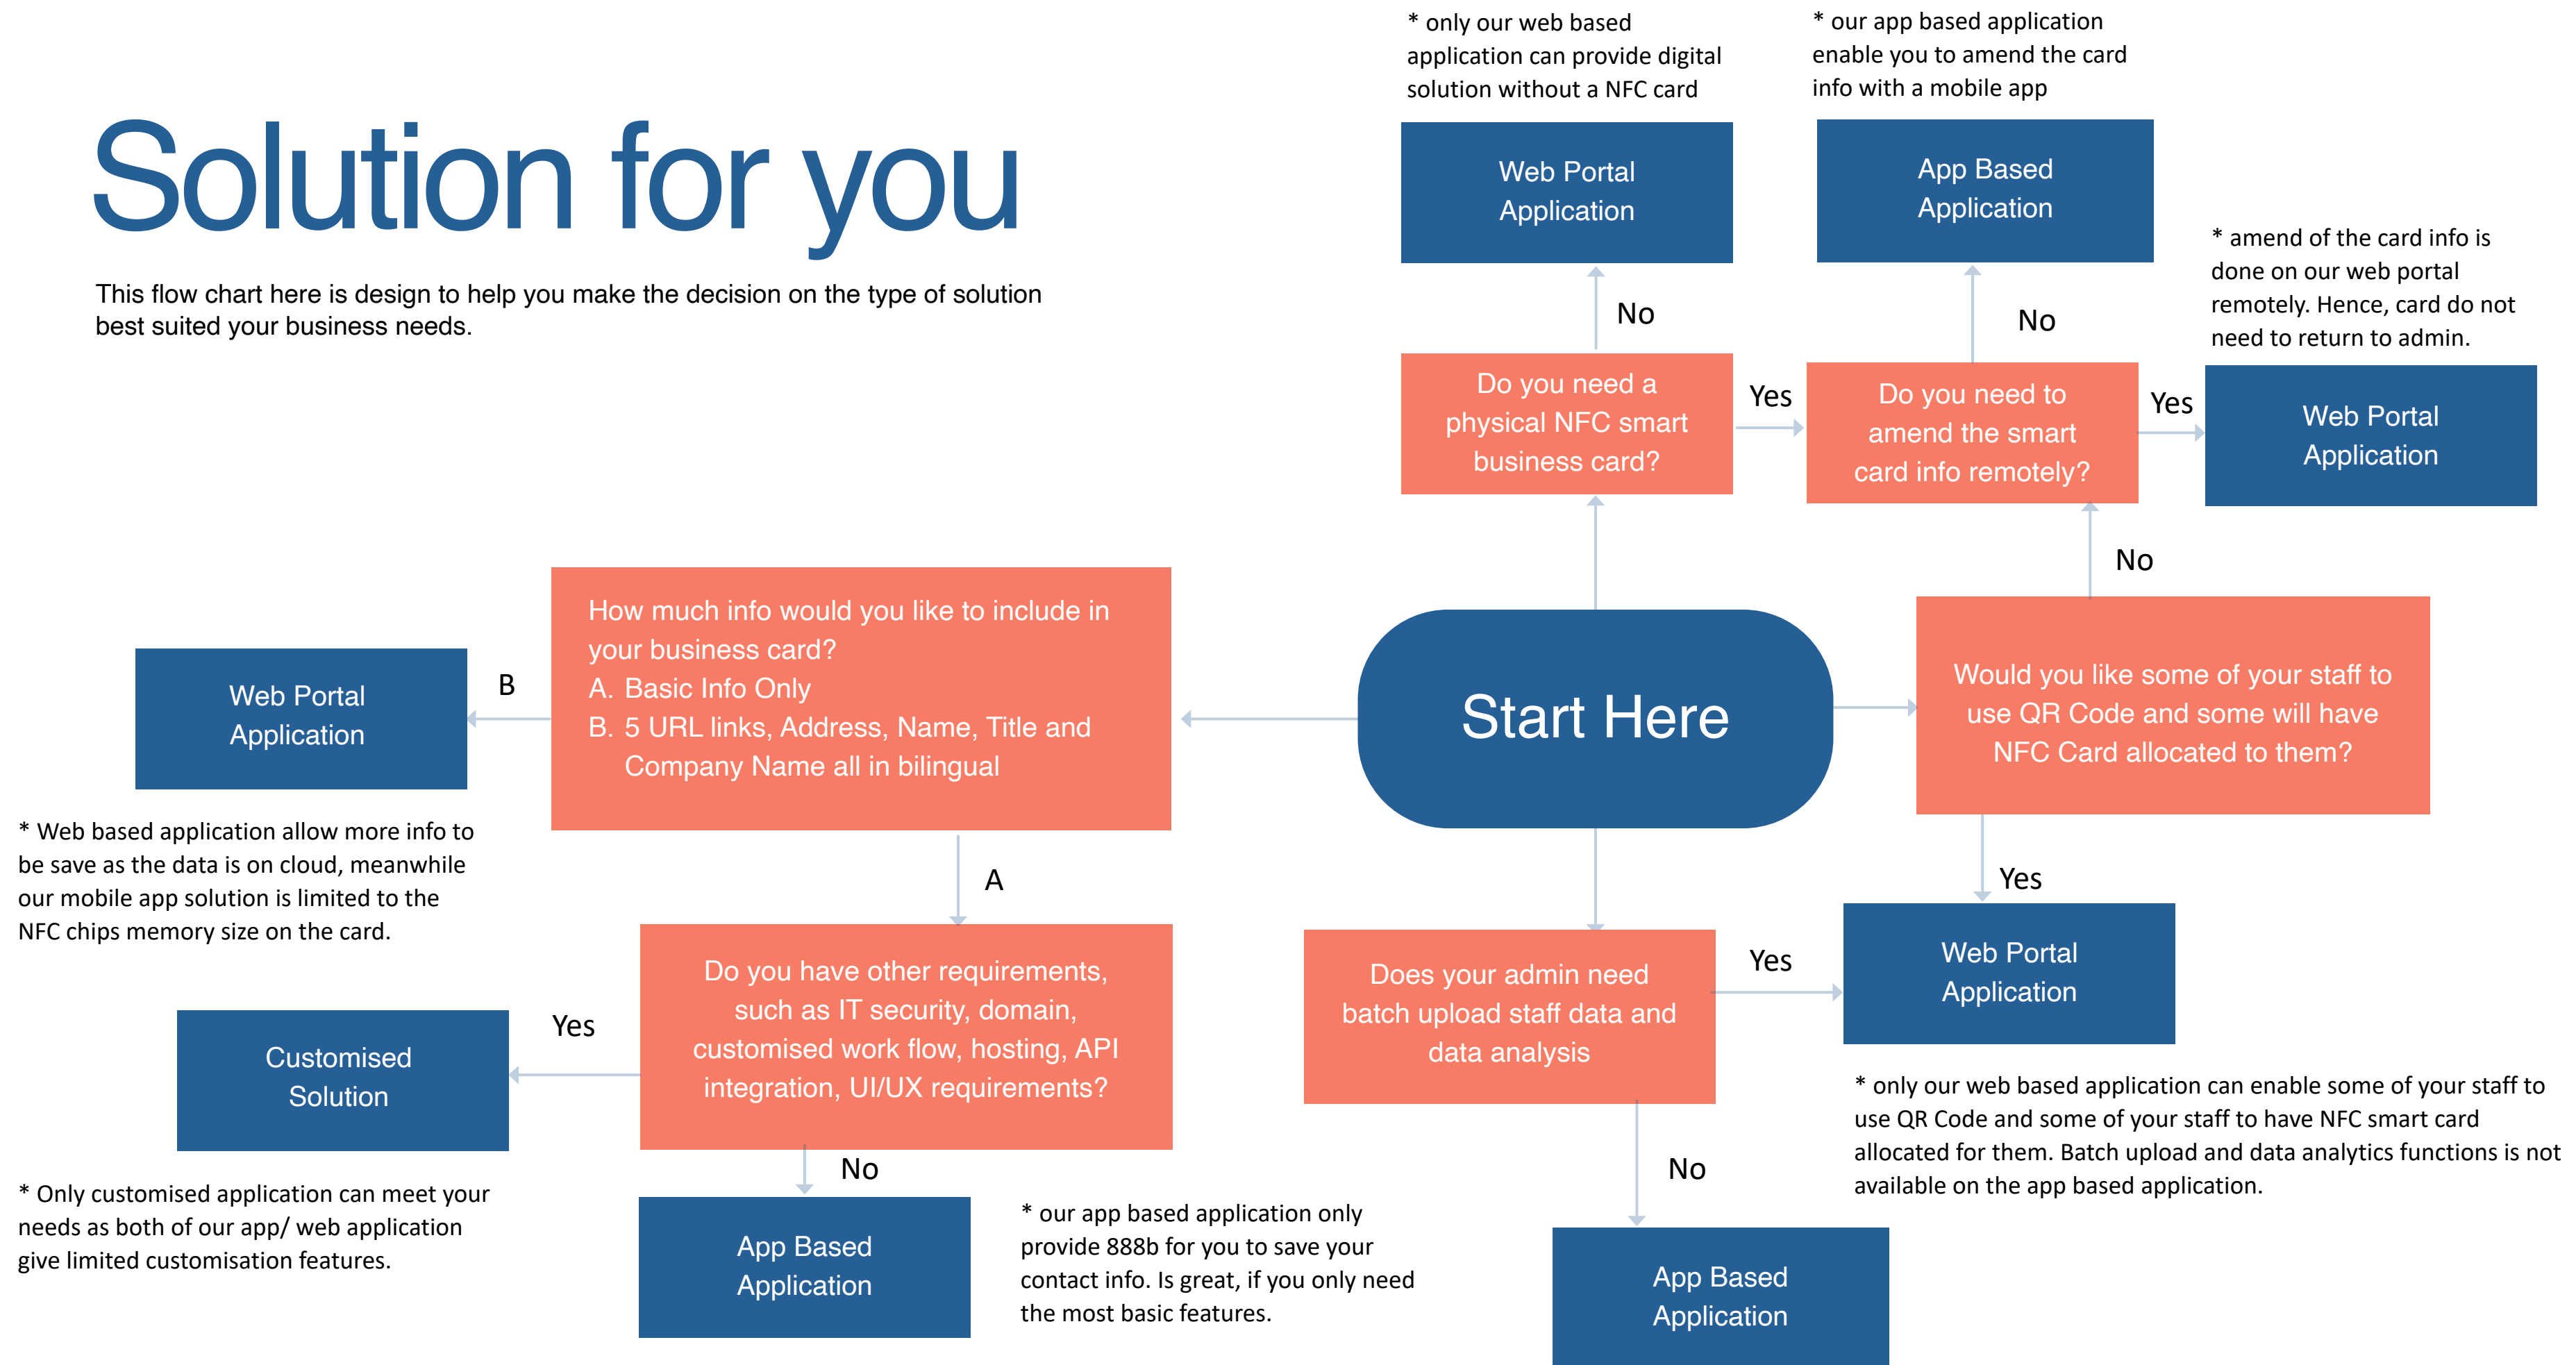 Solution for you
This flow chart here is design to help you make the decision on the type of solution
best suited your business needs.
* only our web based
application can provide digital
solution without a NFC card
* our app based application
enable you to amend the card
info with a mobile app
Web Portal
Application
App Based
Application
* amend of the card info is
done on our web portal
remotely. Hence, card do not
need to return to admin.
No
No
Do you need a
physical NFC smart
business card?
Yes
Do you need to
amend the smart
card info remotely?
Yes
Web Portal
Application
No
How much info would you like to include in
your business card?
A. Basic Info Only
B. 5 URL links, Address, Name, Title and
Company Name all in bilingual
B
Web Portal
Application
Start Here
Would you like some of your staff to
use QR Code and some will have
NFC Card allocated to them?
* Web based application allow more info to
be save as the data is on cloud, meanwhile
our mobile app solution is limited to the
NFC chips memory size on the card.
A
Yes
Do you have other requirements,
such as IT security, domain,
customised work flow, hosting, API
integration, UI/UX requirements?
Yes
Customised
Solution
Does your admin need
batch upload staff data and
data analysis
Yes
Web Portal
Application
* Only customised application can meet your
needs as both of our app/ web application
give limited customisation features.
No
App Based
Application
* our app based application only
provide 888b for you to save your
contact info. Is great, if you only need
the most basic features.
No
App Based
Application
* only our web based application can enable some of your staff to
use QR Code and some of your staff to have NFC smart card
allocated for them. Batch upload and data analytics functions is not
available on the app based application.